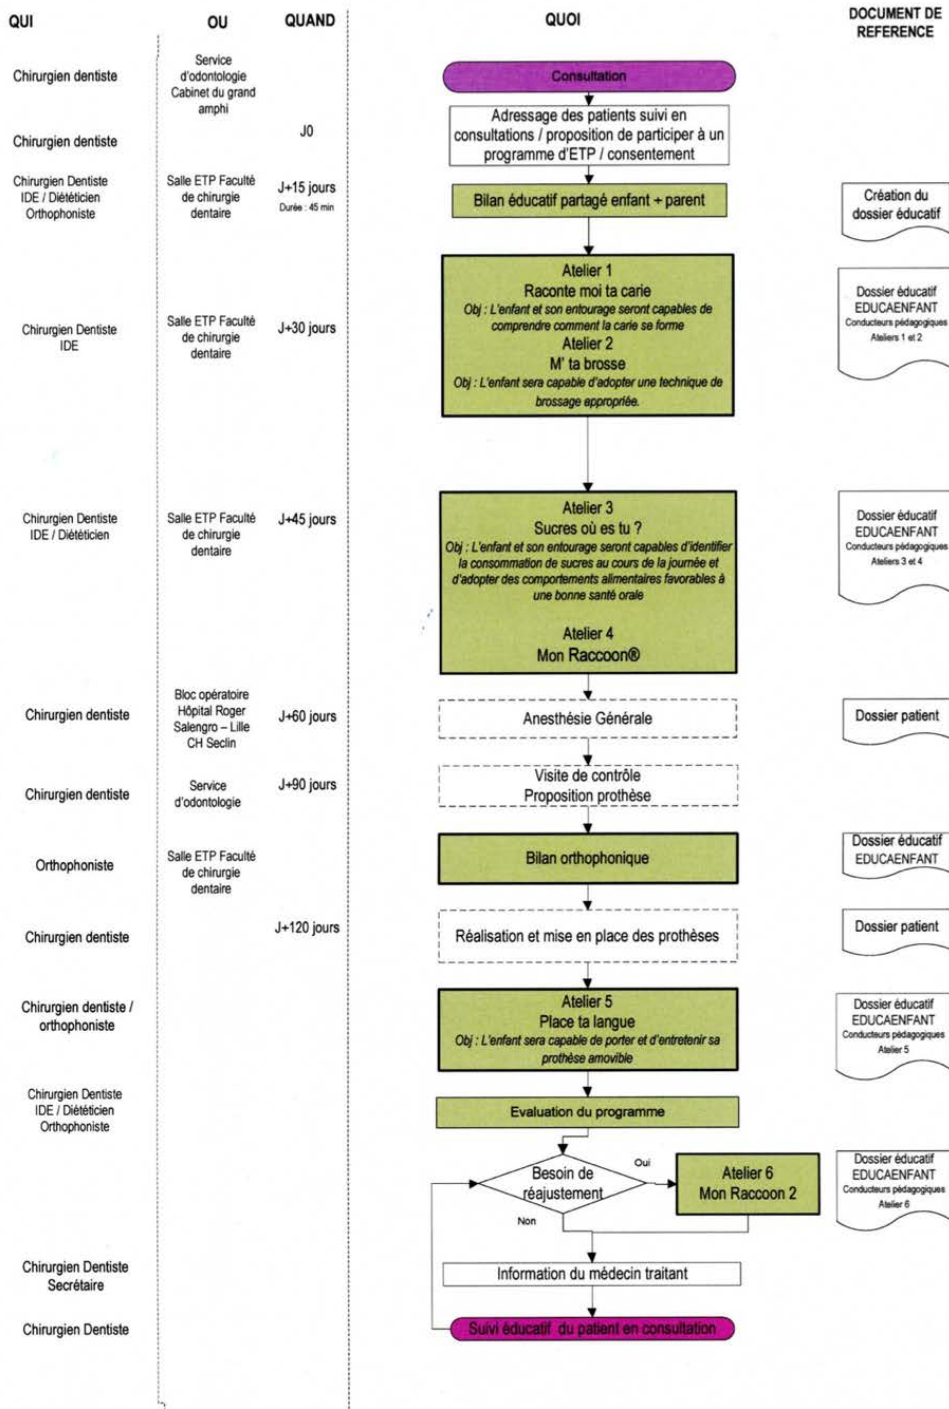 QUI
OU
QUAND
QUOI
DOCUMENT DE
REFERENCE
Chirurgien dentiste
Service
d'odontologie
Cabinet du grand
amphi
Consultation
Chirurgien dentiste
J0
Adressage des patients suivi en
consultations / proposition de participer à un
programme d'ETP / consentement
Chirurgien Dentiste
IDE / Diététicien
Orthophoniste
Salle ETP Faculté
de chirurgie
dentaire
J+15 jours
Durée : 45 min
Bilan éducatif partagé enfant + parent
Création du
dossier éducatif
Chirurgien Dentiste
IDE
Salle ETP Faculté
de chirurgie
dentaire
J+30 jours
Atelier 1
Raconte moi ta carie
Obj : L'enfant et son entourage seront capables de
comprendre comment la carie se forme
Atelier 2
M' ta brosse
Obj : L'enfant sera capable d'adopter une technique de
brossage appropriée.
Dossier éducatif
EDUCAENFANT
Conducteurs pédagogiques
Ateliers 1 et 2
Chirurgien Dentiste
IDE / Diététicien
Salle ETP Faculté
de chirurgie
dentaire
J+45 jours
Atelier 3
Sucres où es tu ?
Obj : L'enfant et son entourage seront capables d'identifier
la consommation de sucres au cours de la journée et
d'adopter des comportements alimentaires favorables à
une bonne santé orale
Atelier 4
Mon Raccoon®
Dossier éducatif
EDUCAENFANT
Conducteurs pédagogiques
Ateliers 3 et 4
Chirurgien dentiste
Bloc opératoire
Hôpital Roger
Salengro – Lille
CH Seclin
J+60 jours
Anesthésie Générale
Dossier patient
Chirurgien dentiste
Service
d'odontologie
J+90 jours
Visite de contrôle
Proposition prothèse
Orthophoniste
Salle ETP Faculté
de chirurgie
dentaire
Bilan orthophonique
Dossier éducatif
EDUCAENFANT
Chirurgien dentiste
J+120 jours
Réalisation et mise en place des prothèses
Dossier patient
Chirurgien dentiste /
orthophoniste
Atelier 5
Place ta langue
Obj : L'enfant sera capable de porter et d'entretenir sa
prothèse amovible
Dossier éducatif
EDUCAENFANT
Conducteurs pédagogiques
Atelier 5
Chirurgien Dentiste
IDE / Diététicien
Orthophoniste
Evaluation du programme
Besoin de
réajustement
Oui
Non
Atelier 6
Mon Raccoon 2
Dossier éducatif
EDUCAENFANT
Conducteurs pédagogiques
Atelier 6
Chirurgien Dentiste
Secrétaire
Information du médecin traitant
Chirurgien Dentiste
Suivi éducatif du patient en consultation